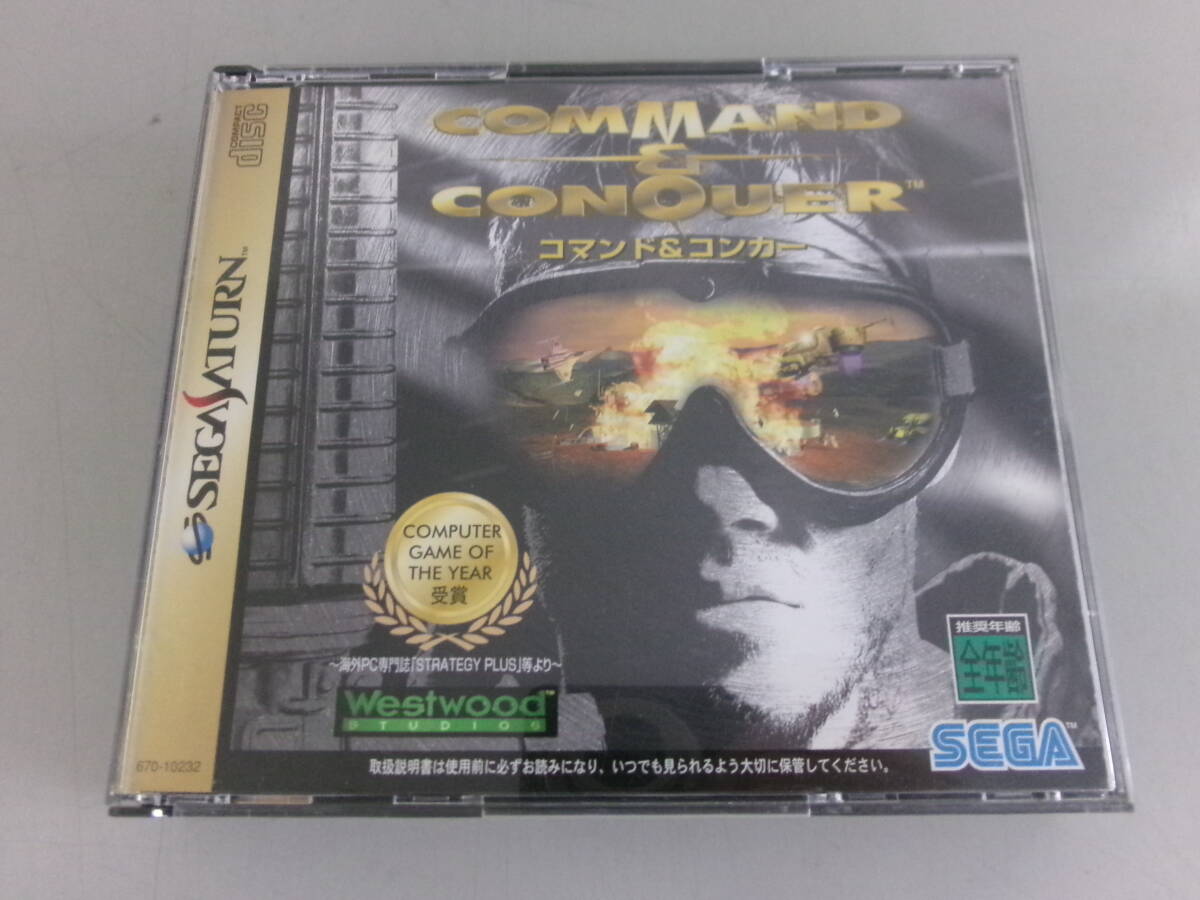 COMPACT
disc
SEGA SATURN™
670-10232
COMMAND
&
CONQUER™
コマンド&コンカー
COMPUTER
GAME OF
THE YEAR
受賞
～海外PC専門誌「STRATEGY PLUS」等より～
Westwood™
STUDIOS
推奨年齢
全年齢
SEGA™
取扱説明書は使用前に必ずお読みになり、いつでも見られるよう大切に保管してください。